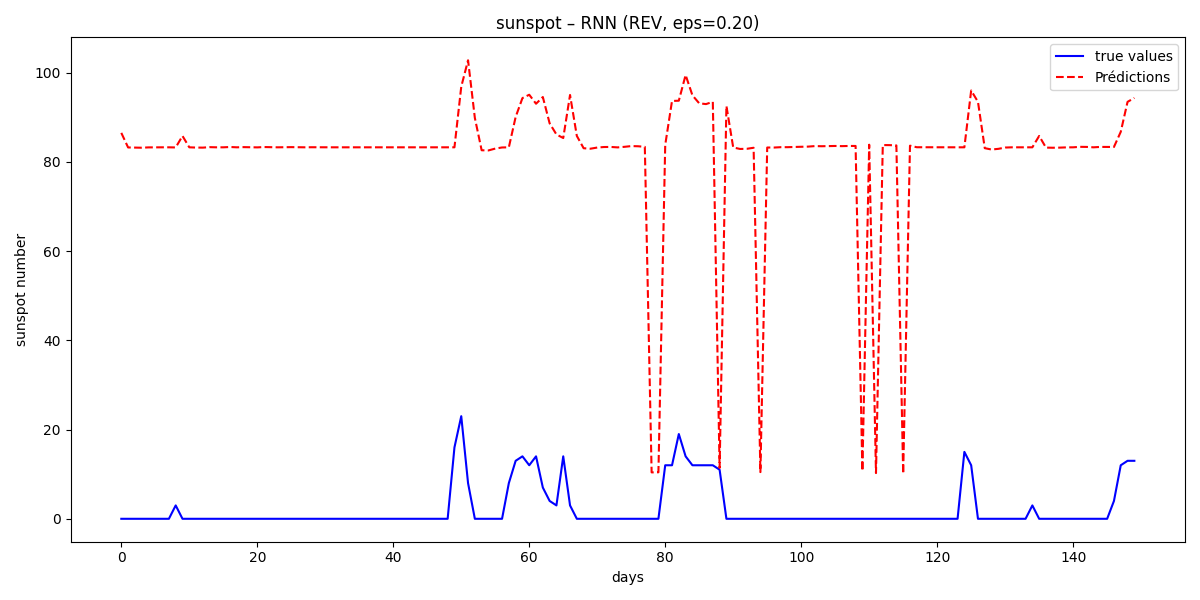 sunspot – RNN (REV, eps=0.20)
true values
Prédictions
100
80
60
40
20
0
sunspot number
0 20 40 60 80 100 120 140
days